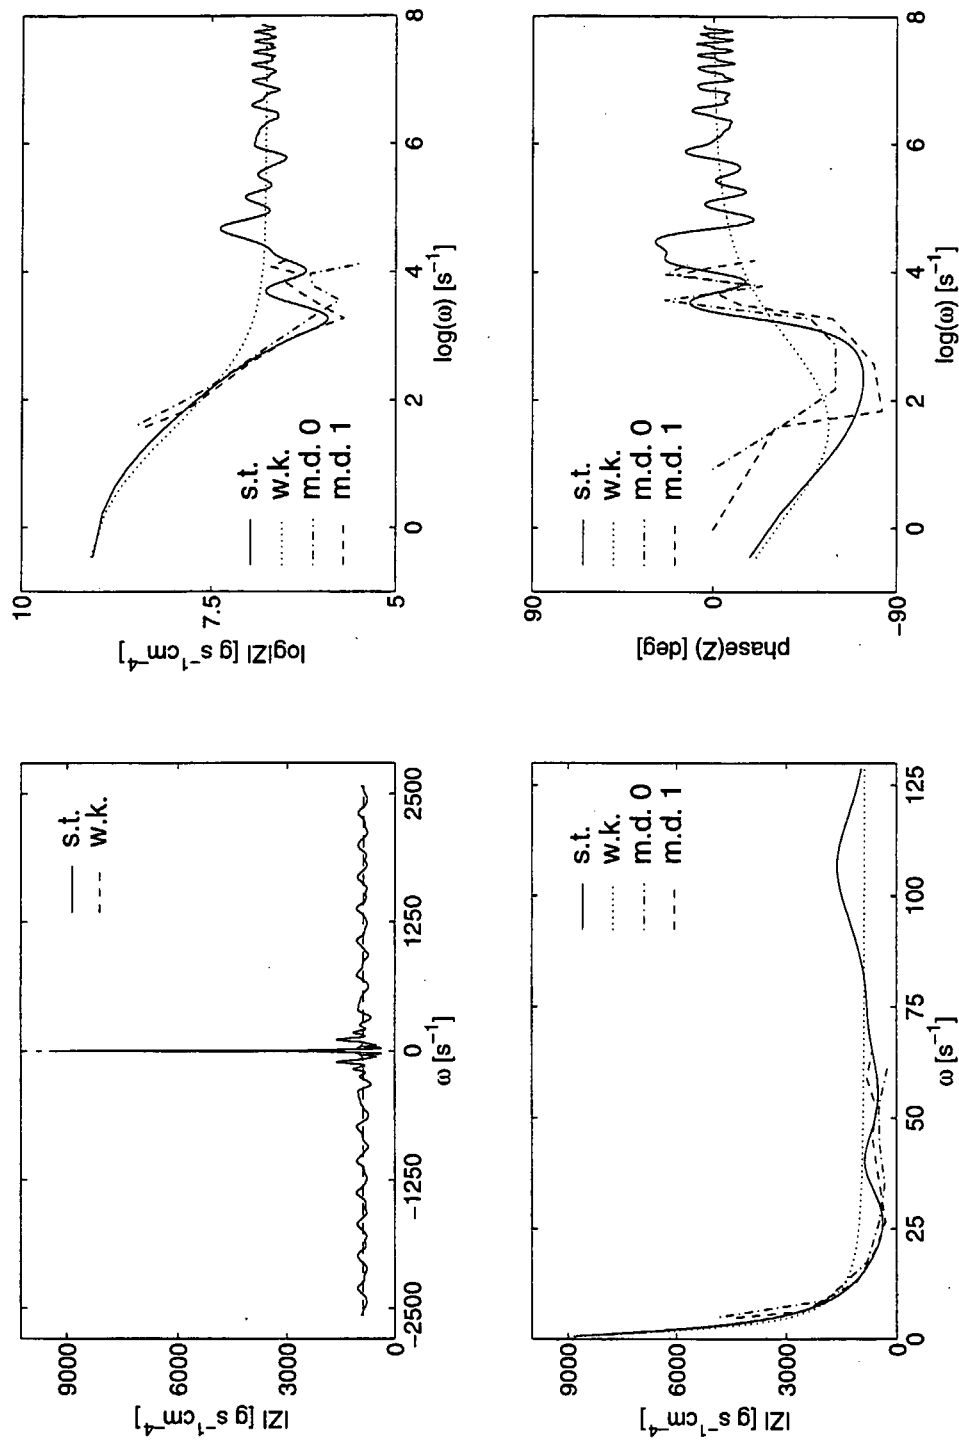 |Z| [g s⁻¹cm⁻⁴]
9000
6000
3000
0
-2500
-1250
0
1250
2500
ω [s⁻¹]
s.t.
w.k.
log|Z| [g s⁻¹cm⁻⁴]
10
7.5
5
0
2
4
6
8
log(ω) [s⁻¹]
s.t.
w.k.
m.d. 0
m.d. 1
|Z| [g s⁻¹cm⁻⁴]
9000
6000
3000
0
0
25
50
75
100
125
ω [s⁻¹]
s.t.
w.k.
m.d. 0
m.d. 1
phase(Z) [deg]
90
0
-90
0
2
4
6
8
log(ω) [s⁻¹]
s.t.
w.k.
m.d. 0
m.d. 1